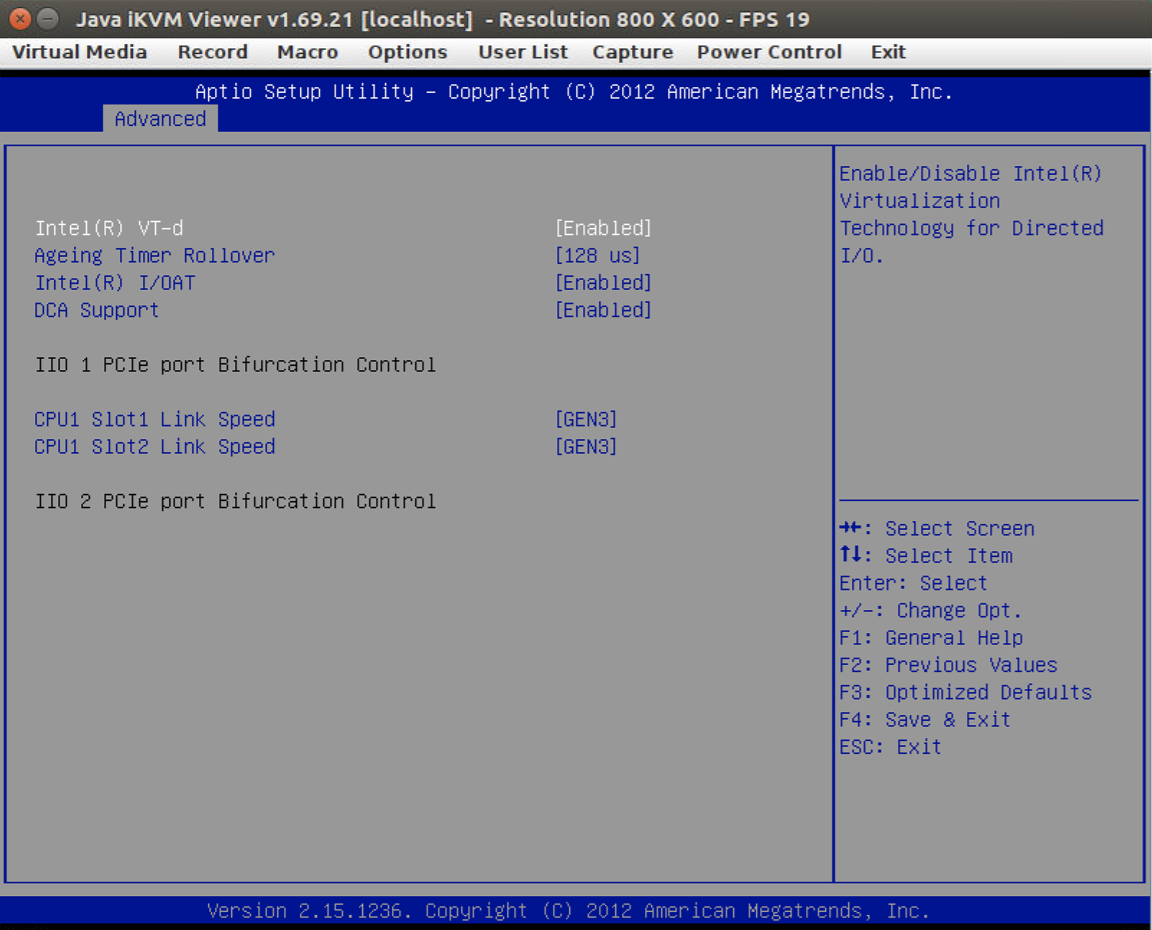 Java iKVM Viewer v1.69.21 [localhost]  - Resolution 800 X 600 - FPS 19
Virtual Media Record Macro Options User List Capture Power Control Exit
Aptio Setup Utility - Copyright (C) 2012 American Megatrends, Inc.
Advanced
Intel(R) VT-d [Enabled]
Ageing Timer Rollover [128 us]
Intel(R) I/OAT [Enabled]
DCA Support [Enabled]
IIO 1 PCIe port Bifurcation Control
CPU1 Slot1 Link Speed [GEN3]
CPU1 Slot2 Link Speed [GEN3]
IIO 2 PCIe port Bifurcation Control
Enable/Disable Intel(R)
Virtualization
Technology for Directed
I/O.
→←: Select Screen
↑↓: Select Item
Enter: Select
+/-: Change Opt.
F1: General Help
F2: Previous Values
F3: Optimized Defaults
F4: Save & Exit
ESC: Exit
Version 2.15.1236. Copyright (C) 2012 American Megatrends, Inc.